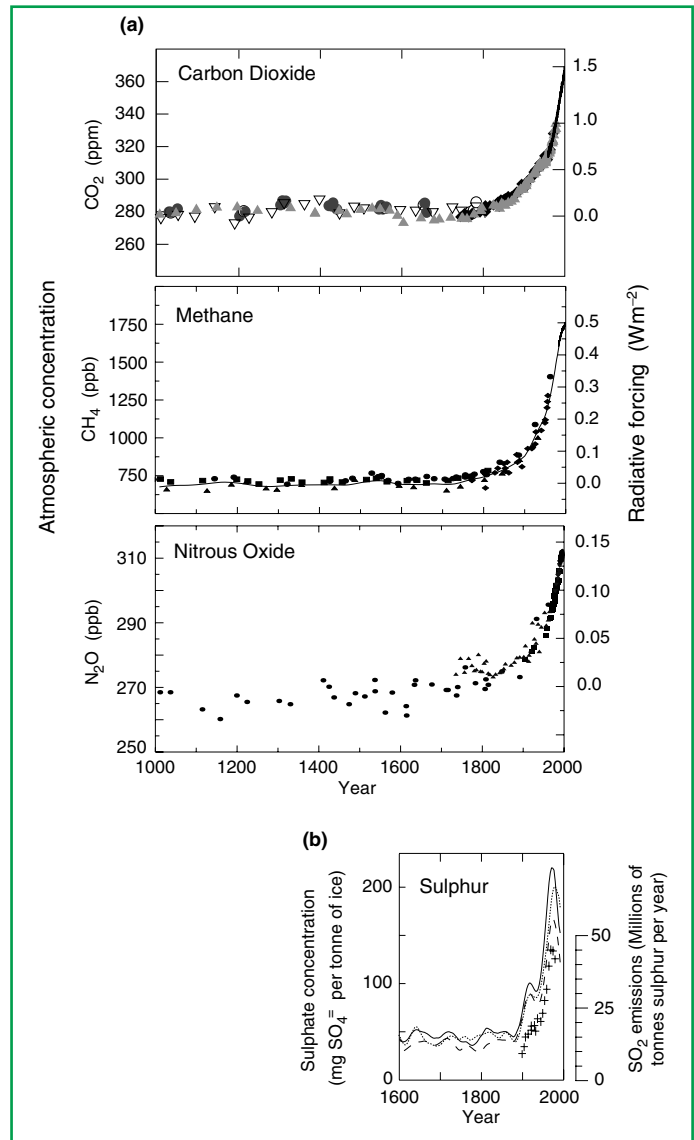 (a)
Carbon Dioxide
360
340
320
300
280
260
CO2 (ppm)
1.5
1.0
0.5
0.0
Methane
1750
1500
1250
1000
750
CH4 (ppb)
0.5
0.4
0.3
0.2
0.1
0.0
Atmospheric concentration
Radiative forcing (Wm−2)
Nitrous Oxide
310
290
270
250
N2O (ppb)
0.15
0.10
0.05
0.0
1000 1200 1400 1600 1800 2000
Year
(b)
Sulphur
200
100
0
Sulphate concentration
(mg SO4= per tonne of ice)
50
25
0
SO2 emissions (Millions of
tonnes sulphur per year)
1600 1800 2000
Year